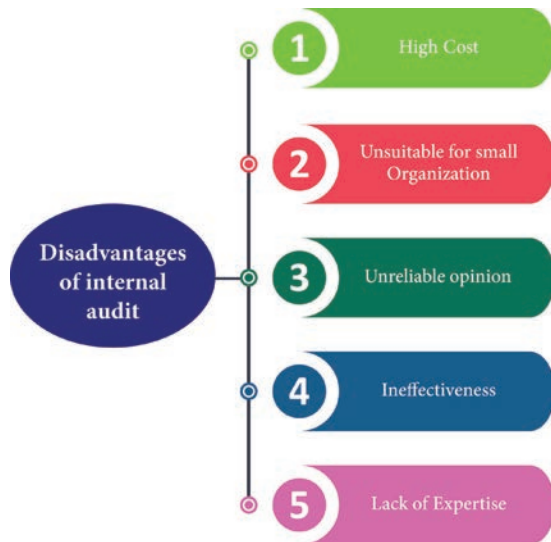 1
High Cost
2
Unsuitable for small
Organization
Disadvantages
of internal
audit
3
Unreliable opinion
4
Ineffectiveness
5
Lack of Expertise